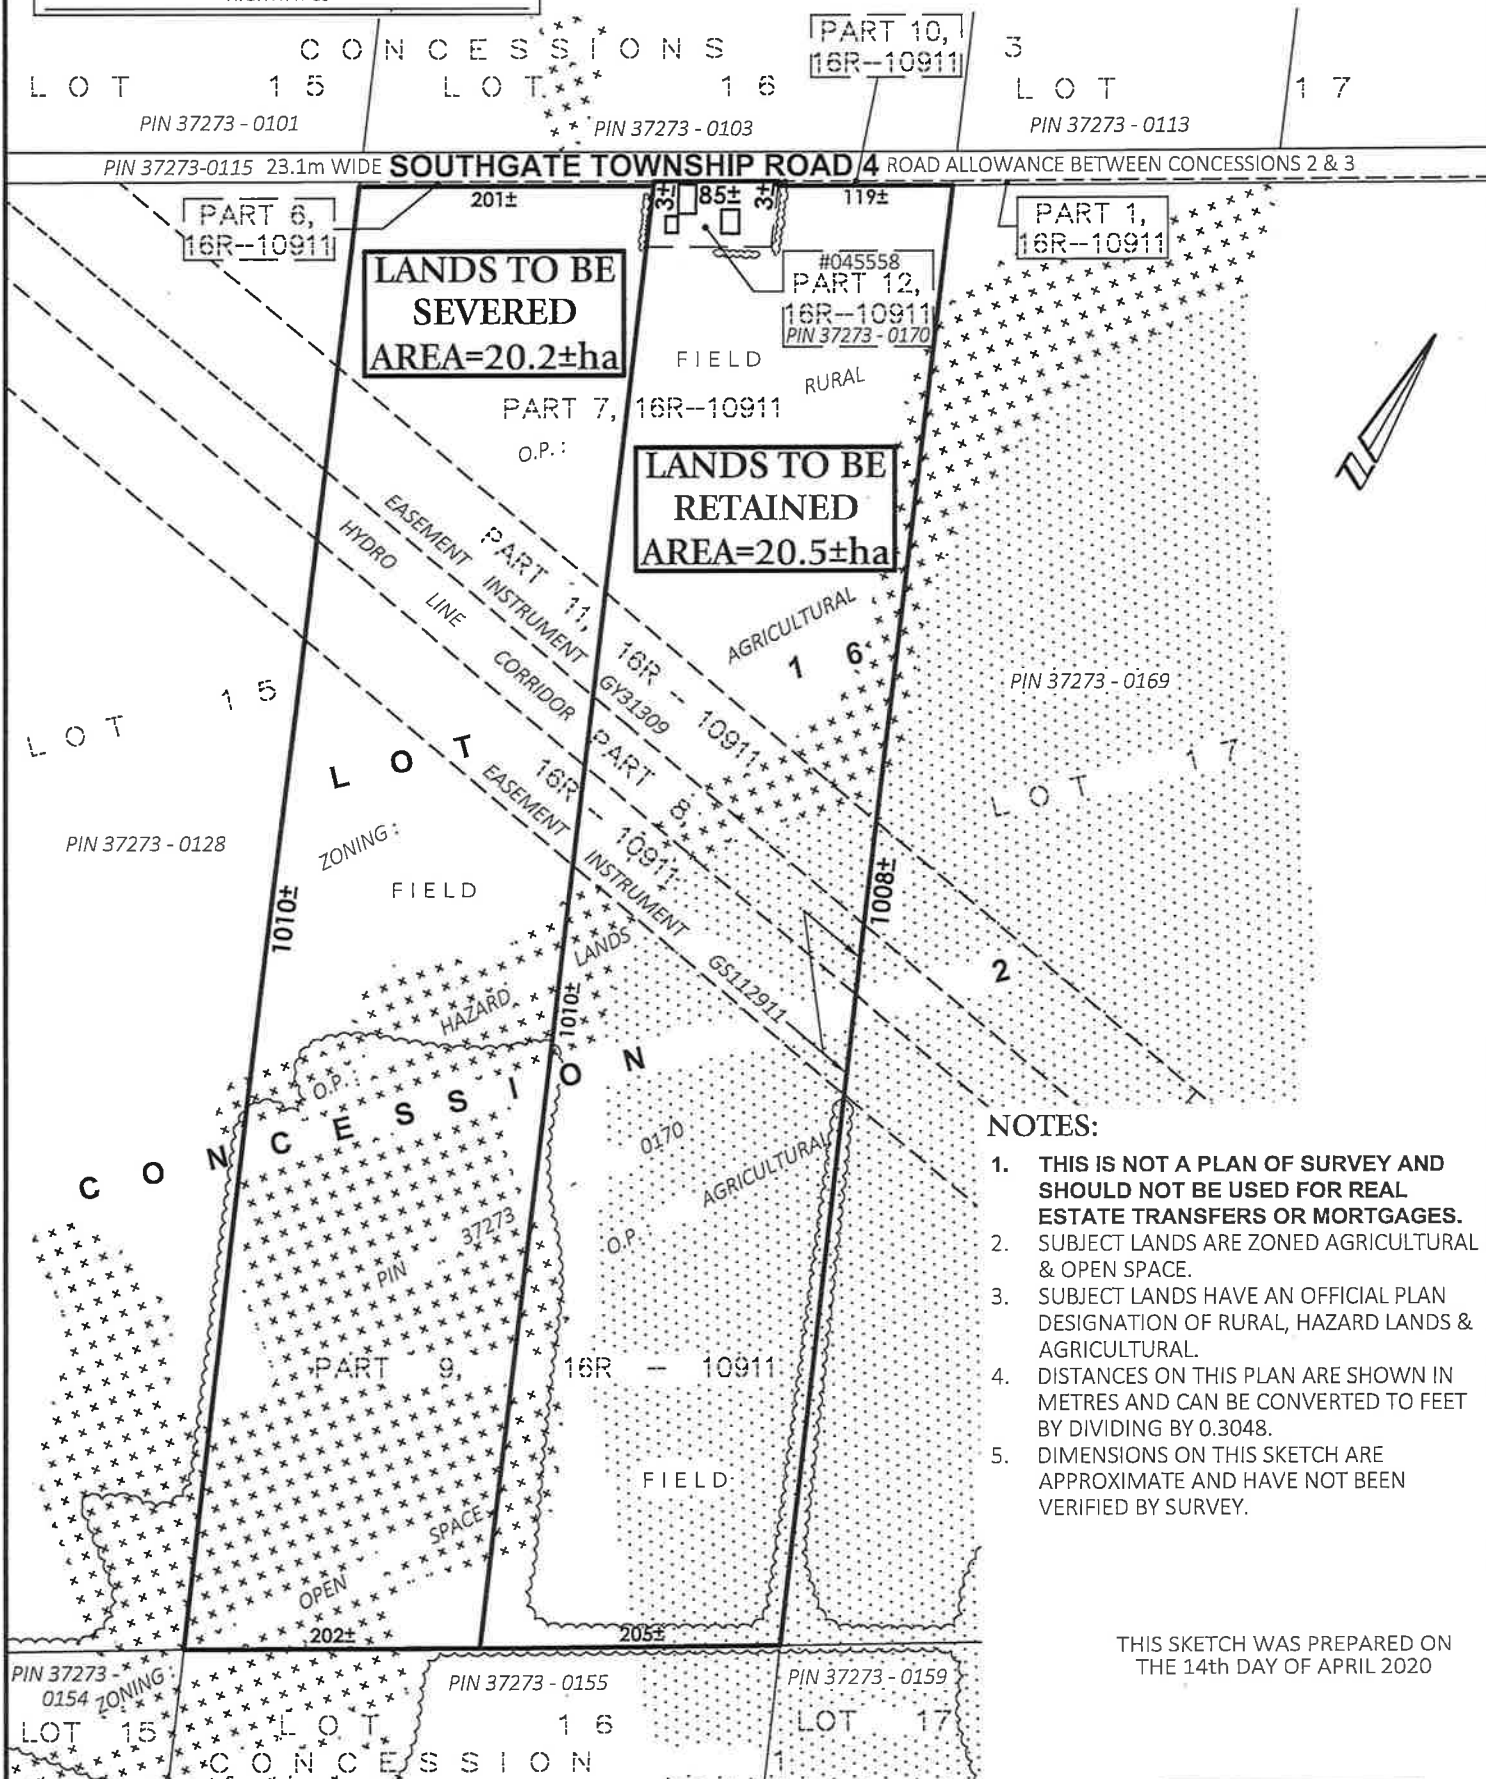 CONCESSIONS 3
LOT 15 LOT 16 LOT 17
PART 10,
16R--10911
PIN 37273 - 0101
PIN 37273 - 0103
PIN 37273 - 0113
PIN 37273-0115 23.1m WIDE SOUTHGATE TOWNSHIP ROAD 4 ROAD ALLOWANCE BETWEEN CONCESSIONS 2 & 3
201±
3±
85±
3±
119±
PART 6,
16R--10911
PART 1,
16R--10911
LANDS TO BE
SEVERED
AREA=20.2±ha
#045558
PART 12,
16R--10911
PIN 37273 - 0170
FIELD
RURAL
PART 7, 16R--10911
O.P. :
LANDS TO BE
RETAINED
AREA=20.5±ha
EASEMENT INSTRUMENT GY31309
PART 11, 16R -- 10911
HYDRO LINE CORRIDOR
PART 8, 16R -- 10911
EASEMENT INSTRUMENT GS112911
AGRICULTURAL
LOT 15
LOT 16
PIN 37273 - 0169
LOT 17
PIN 37273 - 0128
ZONING :
FIELD
1010±
1010±
1008±
HAZARD LANDS
O.P. :
CONCESSION 2
0170
AGRICULTURAL
O.P.
PIN 37273
PART 9, 16R - 10911
FIELD
OPEN SPACE
202±
205±
NOTES:
1. THIS IS NOT A PLAN OF SURVEY AND
SHOULD NOT BE USED FOR REAL
ESTATE TRANSFERS OR MORTGAGES.
2. SUBJECT LANDS ARE ZONED AGRICULTURAL
& OPEN SPACE.
3. SUBJECT LANDS HAVE AN OFFICIAL PLAN
DESIGNATION OF RURAL, HAZARD LANDS &
AGRICULTURAL.
4. DISTANCES ON THIS PLAN ARE SHOWN IN
METRES AND CAN BE CONVERTED TO FEET
BY DIVIDING BY 0.3048.
5. DIMENSIONS ON THIS SKETCH ARE
APPROXIMATE AND HAVE NOT BEEN
VERIFIED BY SURVEY.
THIS SKETCH WAS PREPARED ON
THE 14th DAY OF APRIL 2020
PIN 37273 -
0154
ZONING :
PIN 37273 - 0155
PIN 37273 - 0159
LOT 15 LOT 16 LOT 17
CONCESSION 1